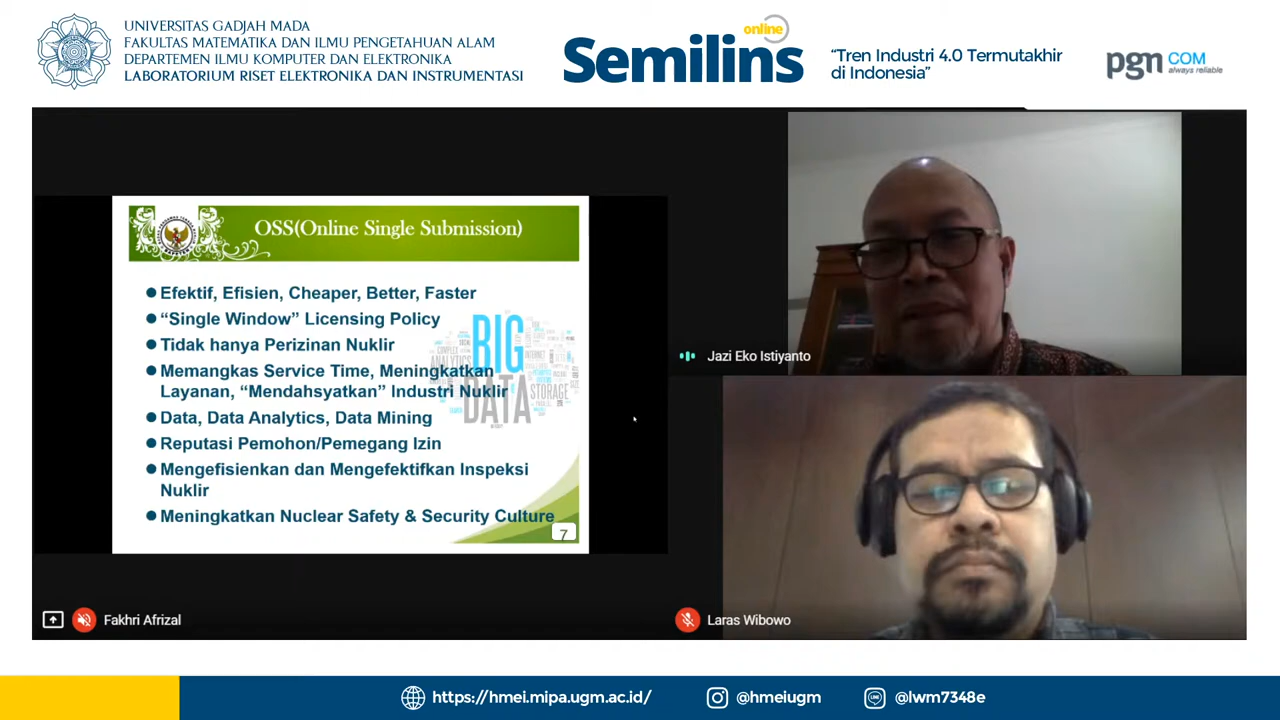 UNIVERSITAS GADJAH MADA
FAKULTAS MATEMATIKA DAN ILMU PENGETAHUAN ALAM
DEPARTEMEN ILMU KOMPUTER DAN ELEKTRONIKA
LABORATORIUM RISET ELEKTRONIKA DAN INSTRUMENTASI
online
Semilins
“Tren Industri 4.0 Termutakhir
di Indonesia”
pgn COM
always reliable
OSS(Online Single Submission)
Efektif, Efisien, Cheaper, Better, Faster
“Single Window” Licensing Policy
Tidak hanya Perizinan Nuklir
Memangkas Service Time, Meningkatkan
Layanan, “Mendahsyatkan” Industri Nuklir
Data, Data Analytics, Data Mining
Reputasi Pemohon/Pemegang Izin
Mengefisienkan dan Mengefektifkan Inspeksi
Nuklir
Meningkatkan Nuclear Safety & Security Culture
BIG
DATA
ANALYTICS
STORAGE
7
Jazi Eko Istiyanto
Fakhri Afrizal
Laras Wibowo
https://hmei.mipa.ugm.ac.id/
@hmeiugm
@lwm7348e